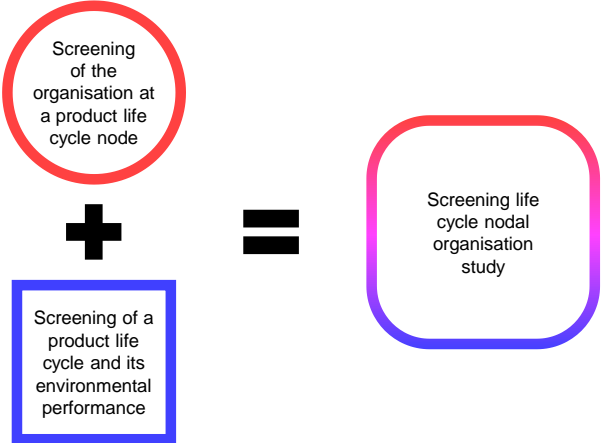 Screening
of the
organisation at
a product life
cycle node
Screening of a
product life
cycle and its
environmental
performance
Screening life
cycle nodal
organisation
study